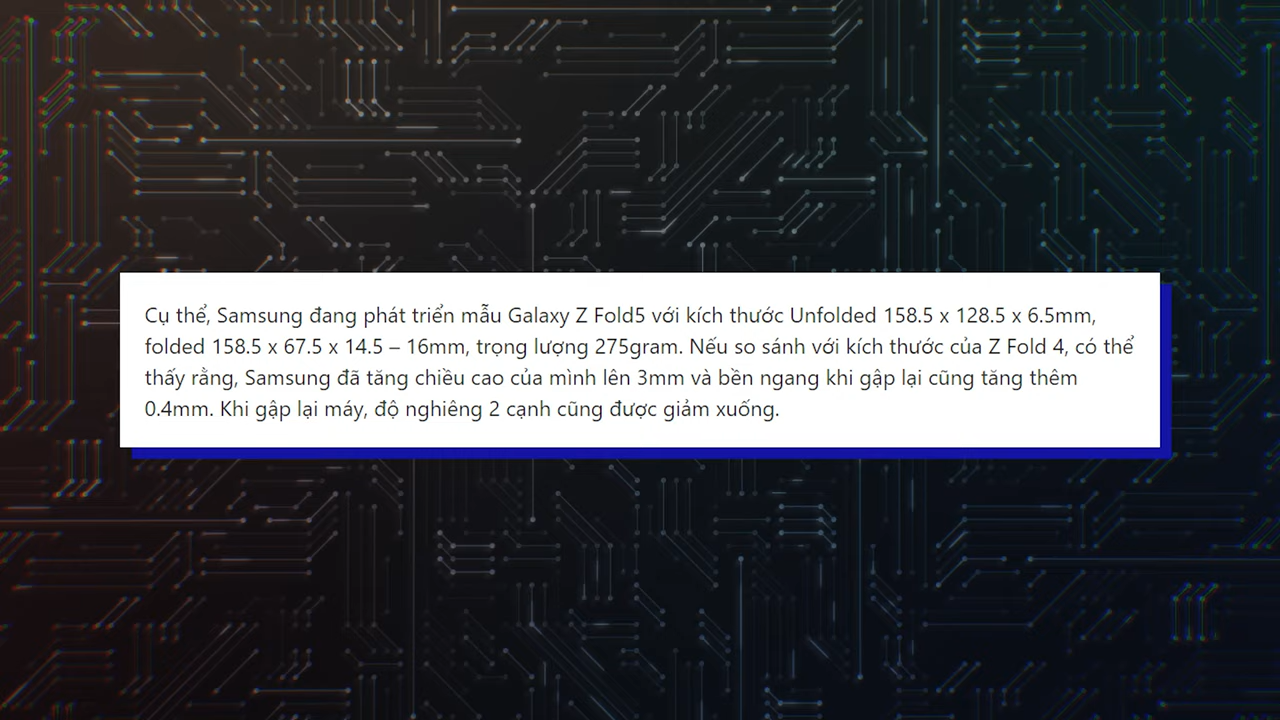 Cụ thể, Samsung đang phát triển mẫu Galaxy Z Fold5 với kích thước Unfolded 158.5 x 128.5 x 6.5mm,
folded 158.5 x 67.5 x 14.5 – 16mm, trọng lượng 275gram. Nếu so sánh với kích thước của Z Fold 4, có thể
thấy rằng, Samsung đã tăng chiều cao của mình lên 3mm và bền ngang khi gập lại cũng tăng thêm
0.4mm. Khi gập lại máy, độ nghiêng 2 cạnh cũng được giảm xuống.